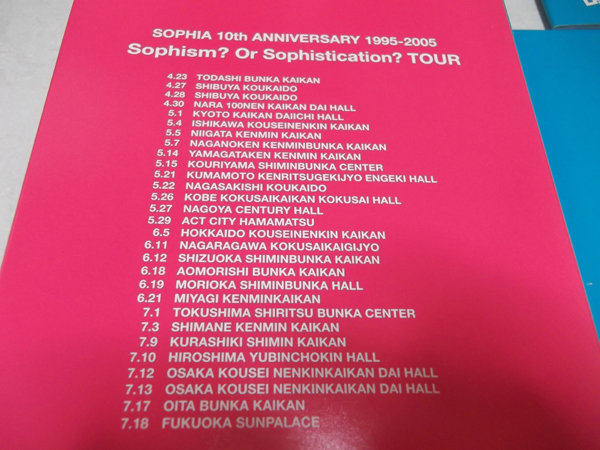 SOPHIA 10th ANNIVERSARY 1995-2005
Sophism? Or Sophistication? TOUR
4.23 TODASHI BUNKA KAIKAN
4.27 SHIBUYA KOUKAIDO
4.28 SHIBUYA KOUKAIDO
4.30 NARA 100NEN KAIKAN DAI HALL
5.1 KYOTO KAIKAN DAIICHI HALL
5.4 ISHIKAWA KOUSEINENKIN KAIKAN
5.5 NIIGATA KENMIN KAIKAN
5.7 NAGANOKEN KENMINBUNKA KAIKAN
5.14 YAMAGATAKEN KENMIN KAIKAN
5.15 KOURIYAMA SHIMINBUNKA CENTER
5.21 KUMAMOTO KENRITSUGEKIJYO ENGEKI HALL
5.22 NAGASAKISHI KOUKAIDO
5.26 KOBE KOKUSAIKAIKAN KOKUSAI HALL
5.27 NAGOYA CENTURY HALL
5.29 ACT CITY HAMAMATSU
6.5 HOKKAIDO KOUSEINENKIN KAIKAN
6.11 NAGARAGAWA KOKUSAIKAIGIJYO
6.12 SHIZUOKA SHIMINBUNKA KAIKAN
6.18 AOMORISHI BUNKA KAIKAN
6.19 MORIOKA SHIMINBUNKA HALL
6.21 MIYAGI KENMINKAIKAN
7.1 TOKUSHIMA SHIRITSU BUNKA CENTER
7.3 SHIMANE KENMIN KAIKAN
7.9 KURASHIKI SHIMIN KAIKAN
7.10 HIROSHIMA YUBINCHOKIN HALL
7.12 OSAKA KOUSEI NENKINKAIKAN DAI HALL
7.13 OSAKA KOUSEI NENKINKAIKAN DAI HALL
7.17 OITA BUNKA KAIKAN
7.18 FUKUOKA SUNPALACE